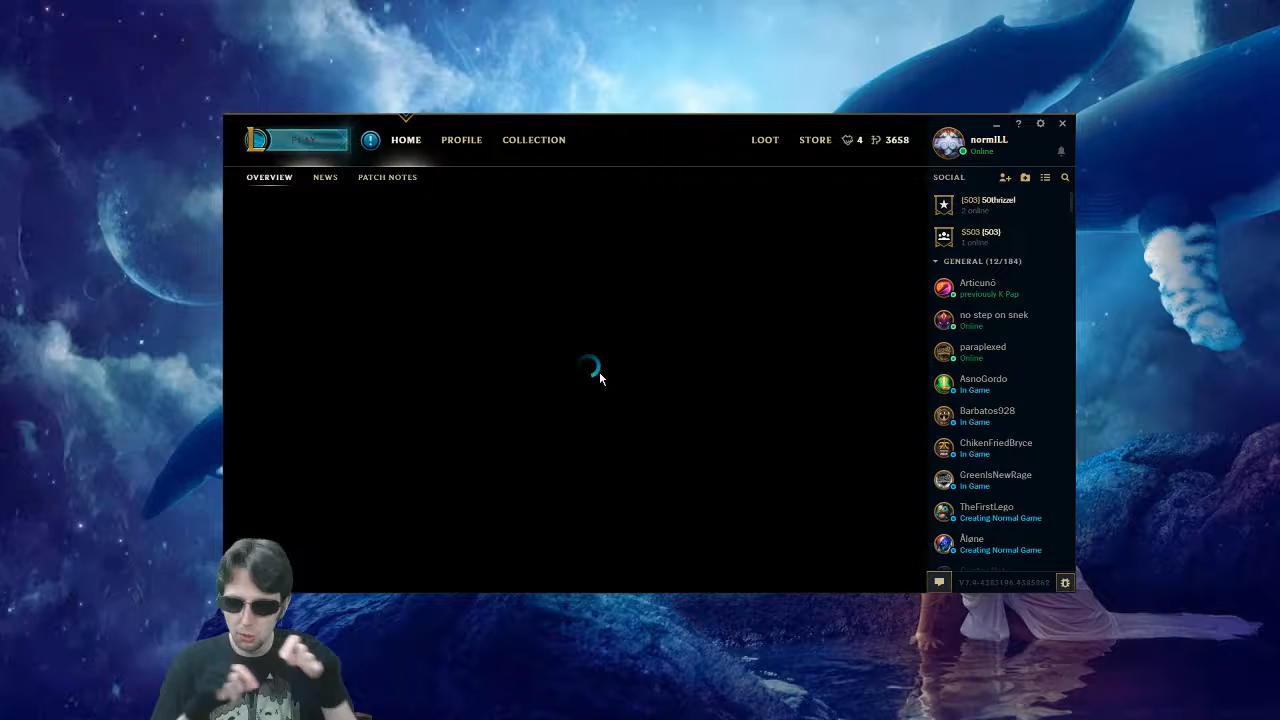 PLAY
HOME
PROFILE
COLLECTION
LOOT
STORE
4
3658
?
normILL
Online
OVERVIEW
NEWS
PATCH NOTES
SOCIAL
{503} 50thrizzel
2 online
$503 {503}
1 online
GENERAL (12/184)
Articunó
previously K Pap
no step on snek
Online
paraplexed
Online
AsnoGordo
In Game
Barbatos928
In Game
ChikenFriedBryce
In Game
GreenIsNewRage
In Game
TheFirstLego
Creating Normal Game
Åløne
Creating Normal Game